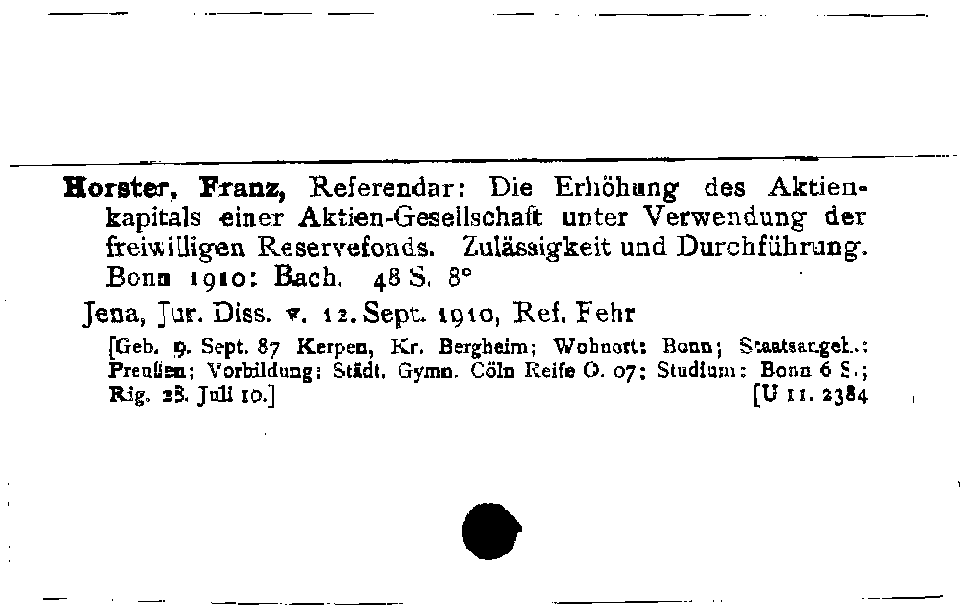 Horster, Franz, Referendar: Die Erhöhung des Aktien-
kapitals einer Aktien-Gesellschaft unter Verwendung der
freiwilligen Reservefonds. Zulässigkeit und Durchführung.
Bonn 1910: Bach. 48 S. 8°
Jena, Jur. Diss. v. 12. Sept. 1910, Ref. Fehr
[Geb. 9. Sept. 87 Kerpen, Kr. Bergheim; Wohnort: Bonn; Staatsangeh.:
Preußen; Vorbildung: Städt. Gymn. Cöln Reife O. 07; Studium: Bonn 6 S.;
Rig. 28. Juli 10.] [U 11. 2384